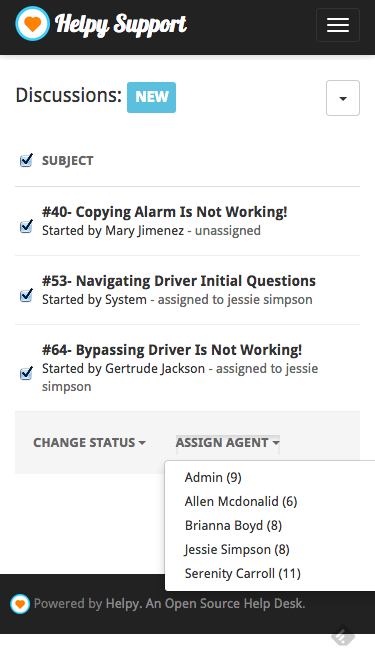 Helpy Support
Discussions: NEW
SUBJECT
#40- Copying Alarm Is Not Working!
Started by Mary Jimenez - unassigned
#53- Navigating Driver Initial Questions
Started by System - assigned to jessie simpson
#64- Bypassing Driver Is Not Working!
Started by Gertrude Jackson - assigned to jessie
simpson
CHANGE STATUS ASSIGN AGENT
Admin (9)
Allen Mcdonalid (6)
Brianna Boyd (8)
Jessie Simpson (8)
Serenity Carroll (11)
Powered by Helpy. An Open Source Help Desk.